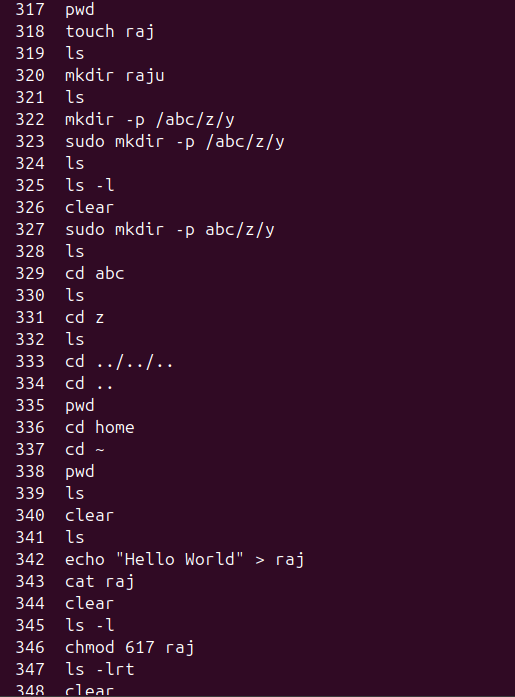 317 pwd
318 touch raj
319 ls
320 mkdir raju
321 ls
322 mkdir -p /abc/z/y
323 sudo mkdir -p /abc/z/y
324 ls
325 ls -l
326 clear
327 sudo mkdir -p abc/z/y
328 ls
329 cd abc
330 ls
331 cd z
332 ls
333 cd ../../..
334 cd ..
335 pwd
336 cd home
337 cd ~
338 pwd
339 ls
340 clear
341 ls
342 echo "Hello World" > raj
343 cat raj
344 clear
345 ls -l
346 chmod 617 raj
347 ls -lrt
348 clear